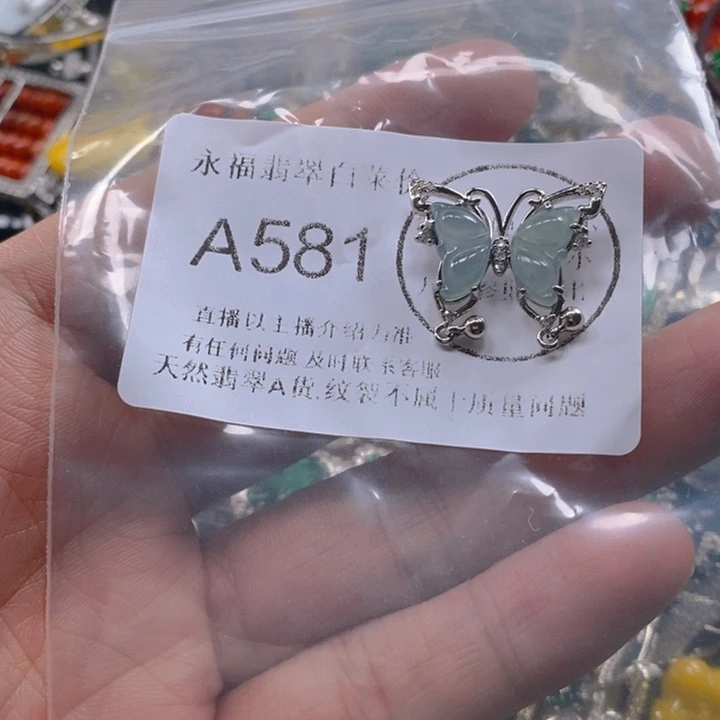 永福翡翠白菜价
A581
直播以主播介绍为准
有任何问题及时联系客服
天然翡翠A货.纹裂不属于质量问题